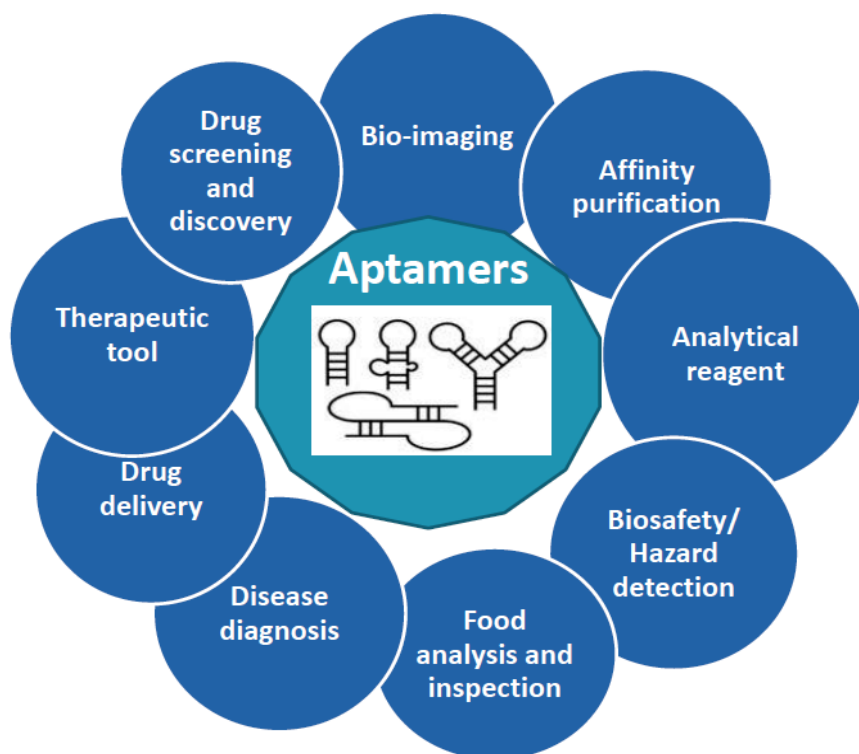 Bio-imaging
Affinity
purification
Analytical
reagent
Biosafety/
Hazard
detection
Food
analysis and
inspection
Disease
diagnosis
Drug
delivery
Therapeutic
tool
Drug
screening
and
discovery
Aptamers